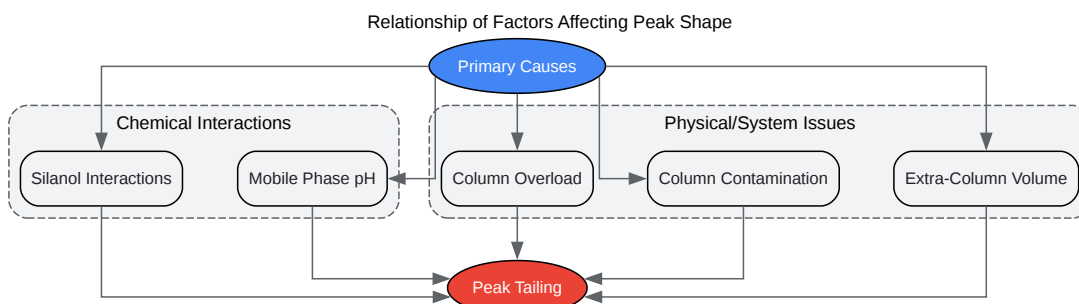 Relationship of Factors Affecting Peak Shape
Primary Causes
Chemical Interactions
Physical/System Issues
Silanol Interactions
Mobile Phase pH
Column Overload
Column Contamination
Extra-Column Volume
Peak Tailing